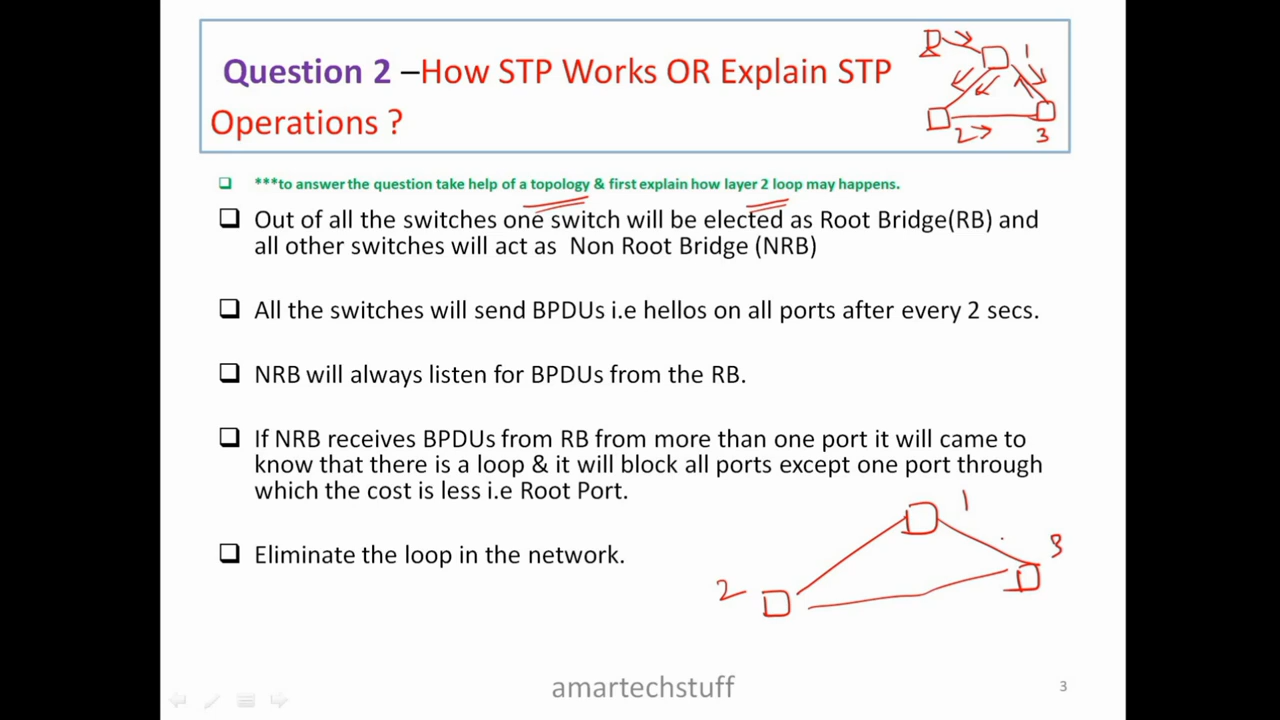 Question 2 –How STP Works OR Explain STP
Operations ?
1
2
3
***to answer the question take help of a topology & first explain how layer 2 loop may happens.
Out of all the switches one switch will be elected as Root Bridge(RB) and
all other switches will act as Non Root Bridge (NRB)
All the switches will send BPDUs i.e hellos on all ports after every 2 secs.
NRB will always listen for BPDUs from the RB.
If NRB receives BPDUs from RB from more than one port it will came to
know that there is a loop & it will block all ports except one port through
which the cost is less i.e Root Port.
1
3
Eliminate the loop in the network.
2
amartechstuff
3